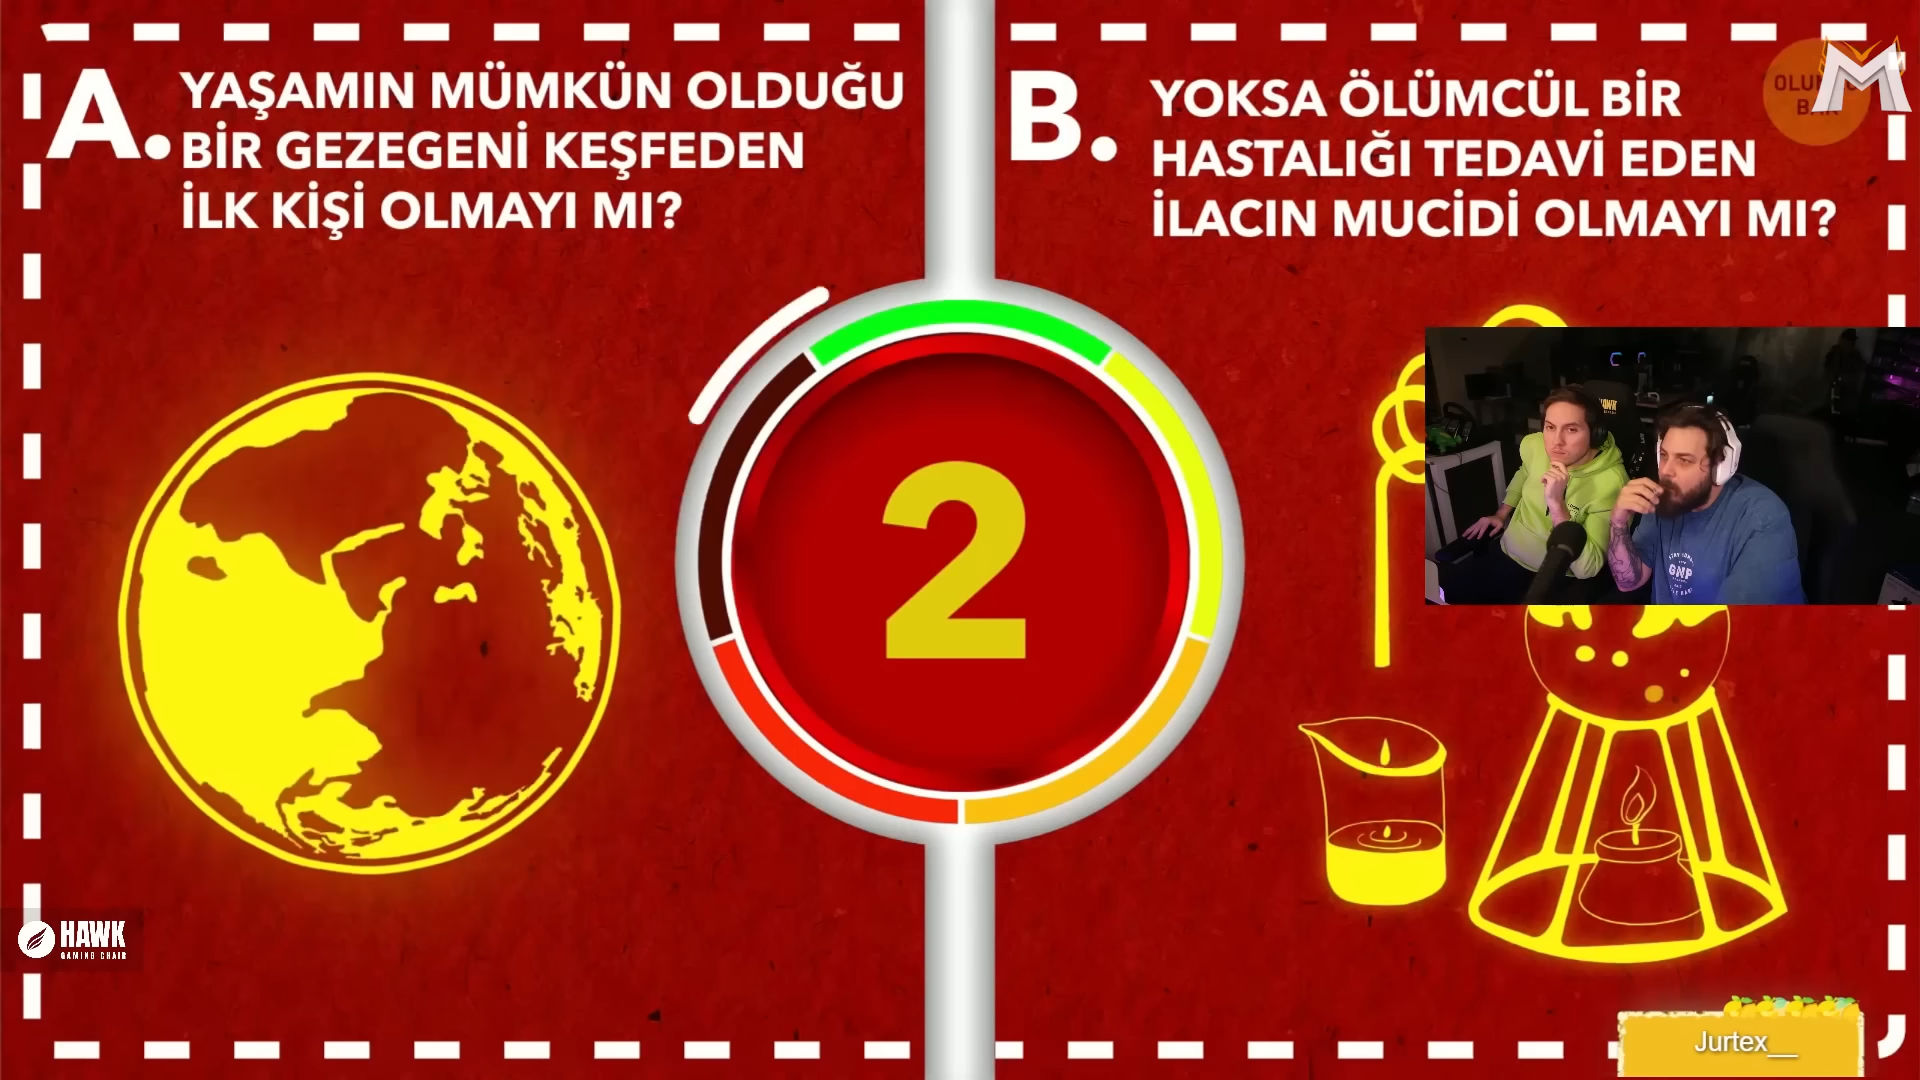 A.
YAŞAMIN MÜMKÜN OLDUĞU
BİR GEZEGENİ KEŞFEDEN
İLK KİŞİ OLMAYI MI?
B.
YOKSA ÖLÜMCÜL BİR
HASTALIĞI TEDAVİ EDEN
İLACIN MUCİDİ OLMAYI MI?
M
2
GNP
HAWK
GAMING CHAIR
Jurtex__